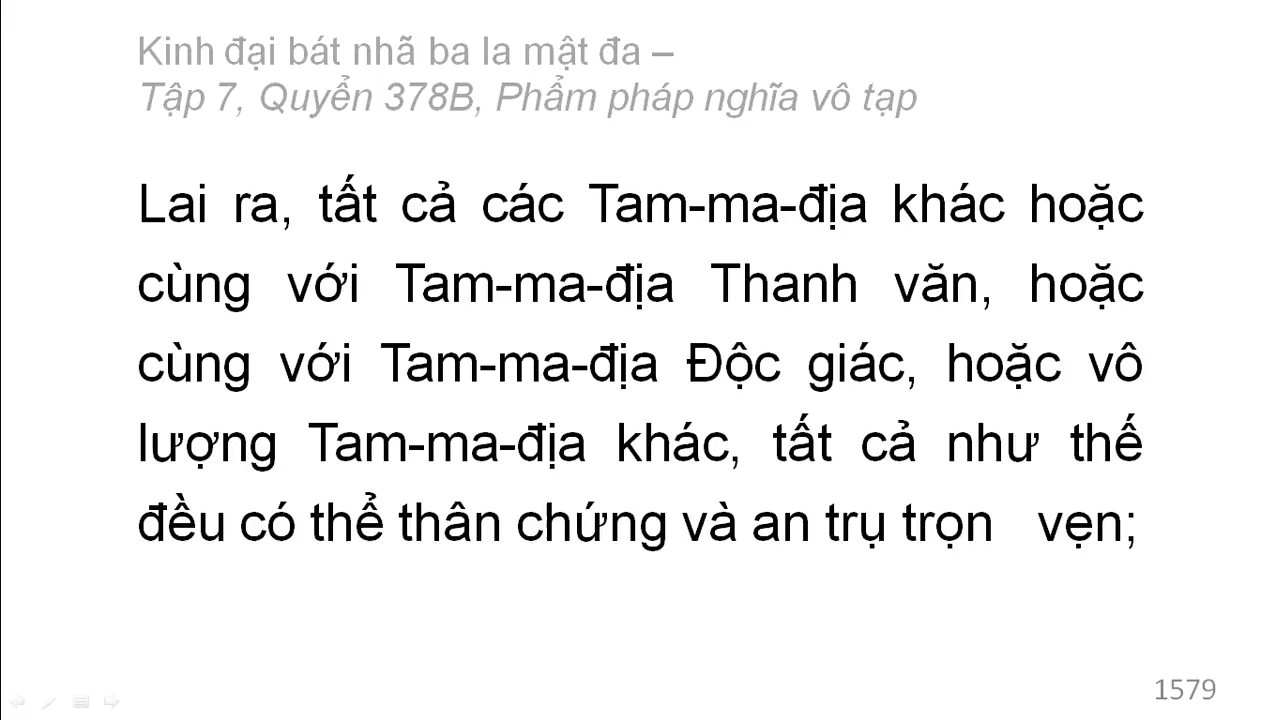 Kinh đại bát nhã ba la mật đa –
Tập 7, Quyển 378B, Phẩm pháp nghĩa vô tạp
Lai ra, tất cả các Tam-ma-địa khác hoặc
cùng với Tam-ma-địa Thanh văn, hoặc
cùng với Tam-ma-địa Độc giác, hoặc vô
lượng Tam-ma-địa khác, tất cả như thế
đều có thể thân chứng và an trụ trọn vẹn;
1579